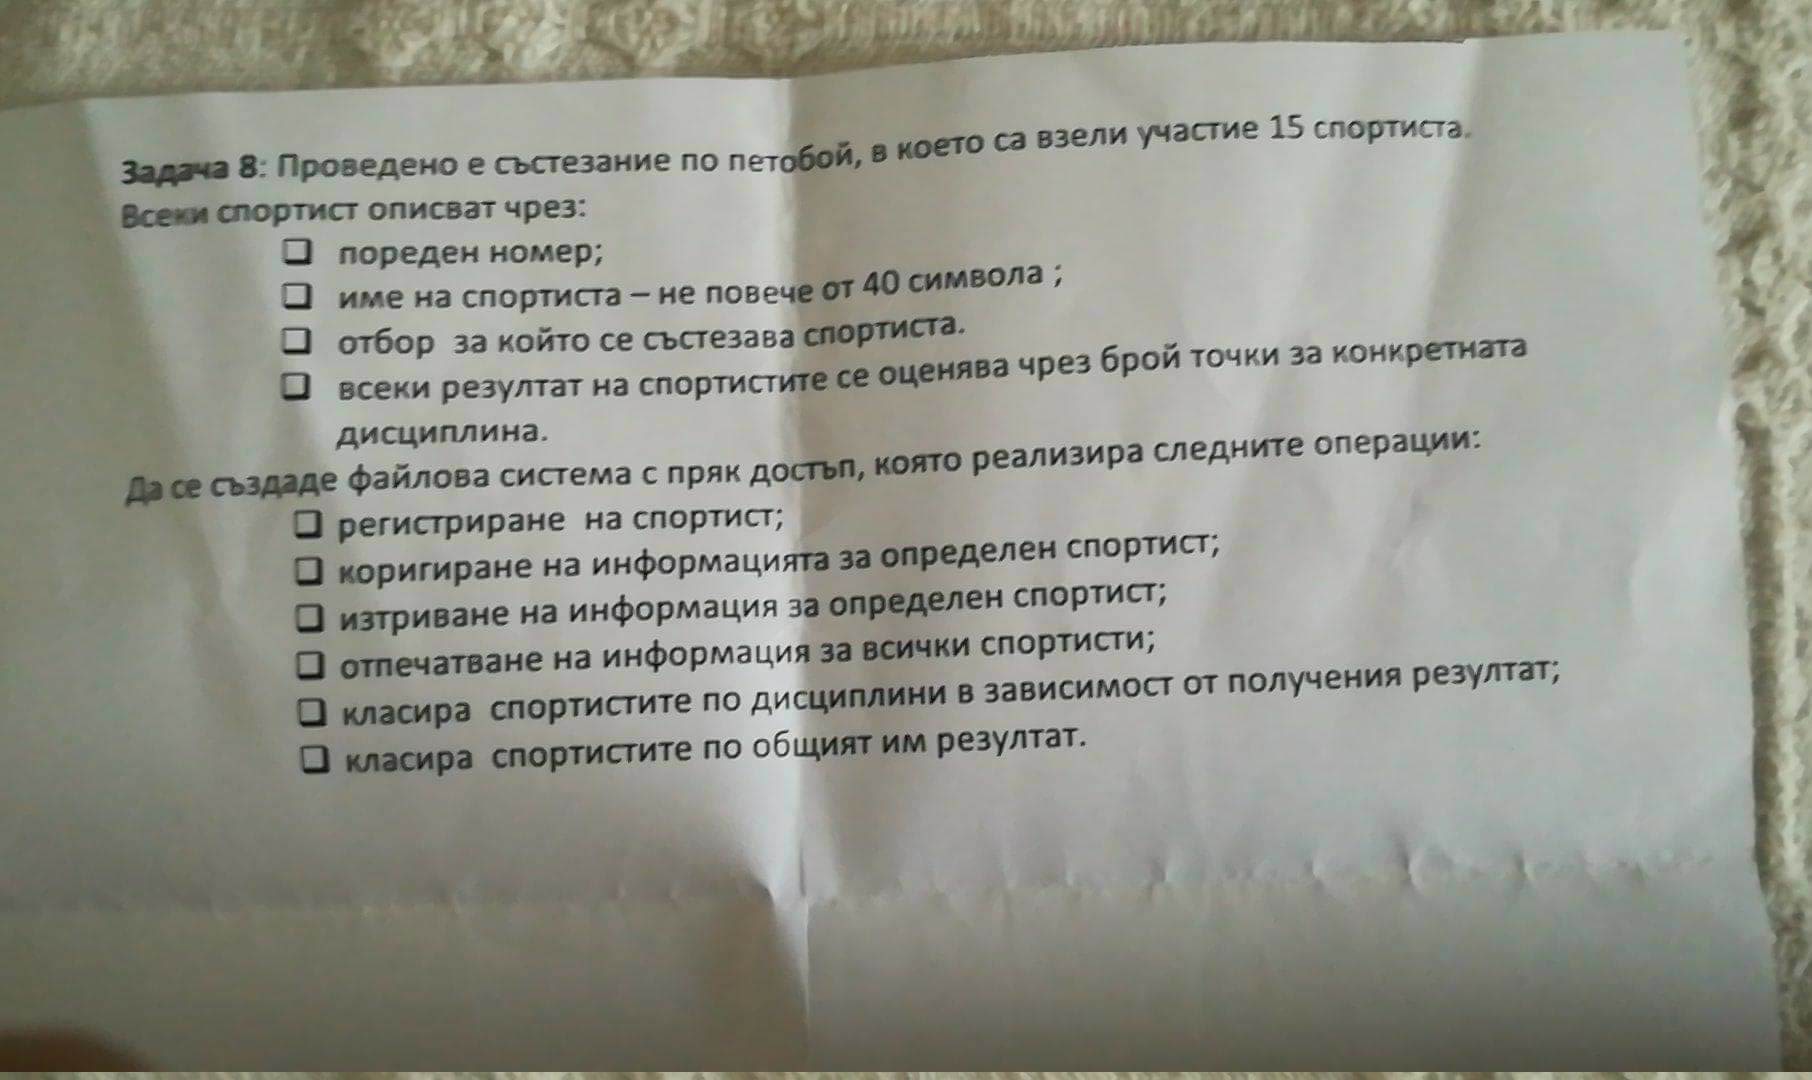 Задача 8: Проведено е състезание по петобой, в което са взели участие 15 спортиста.
Всеки спортист описват чрез:
❑ пореден номер;
❑ име на спортиста – не повече от 40 символа ;
❑ отбор за който се състезава спортиста.
❑ всеки резултат на спортистите се оценява чрез брой точки за конкретната
дисциплина.
Да се създаде файлова система с пряк достъп, която реализира следните операции:
❑ регистриране на спортист;
❑ коригиране на информацията за определен спортист;
❑ изтриване на информация за определен спортист;
❑ отпечатване на информация за всички спортисти;
❑ класира спортистите по дисциплини в зависимост от получения резултат;
❑ класира спортистите по общият им резултат.